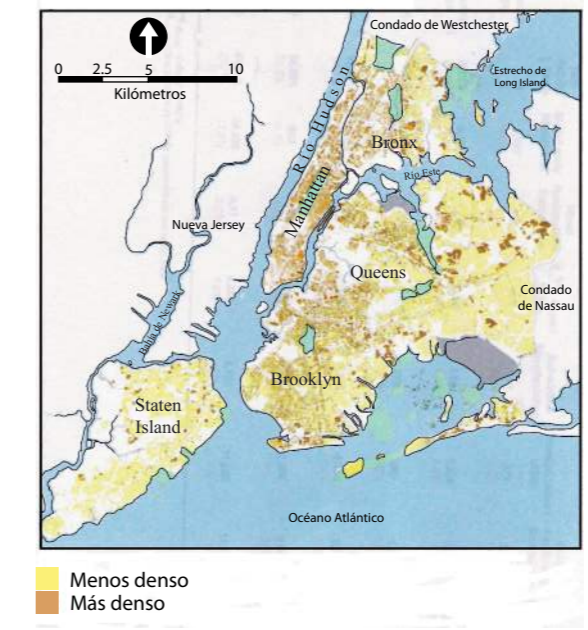 Condado de Westchester
0 2.5 5 10
Kilómetros
Estrecho de
Long Island
Río Hudson
Bronx
Río Este
Manhattan
Nueva Jersey
Queens
Condado
de Nassau
Bahía de Newark
Brooklyn
Staten
Island
Océano Atlántico
Menos denso
Más denso